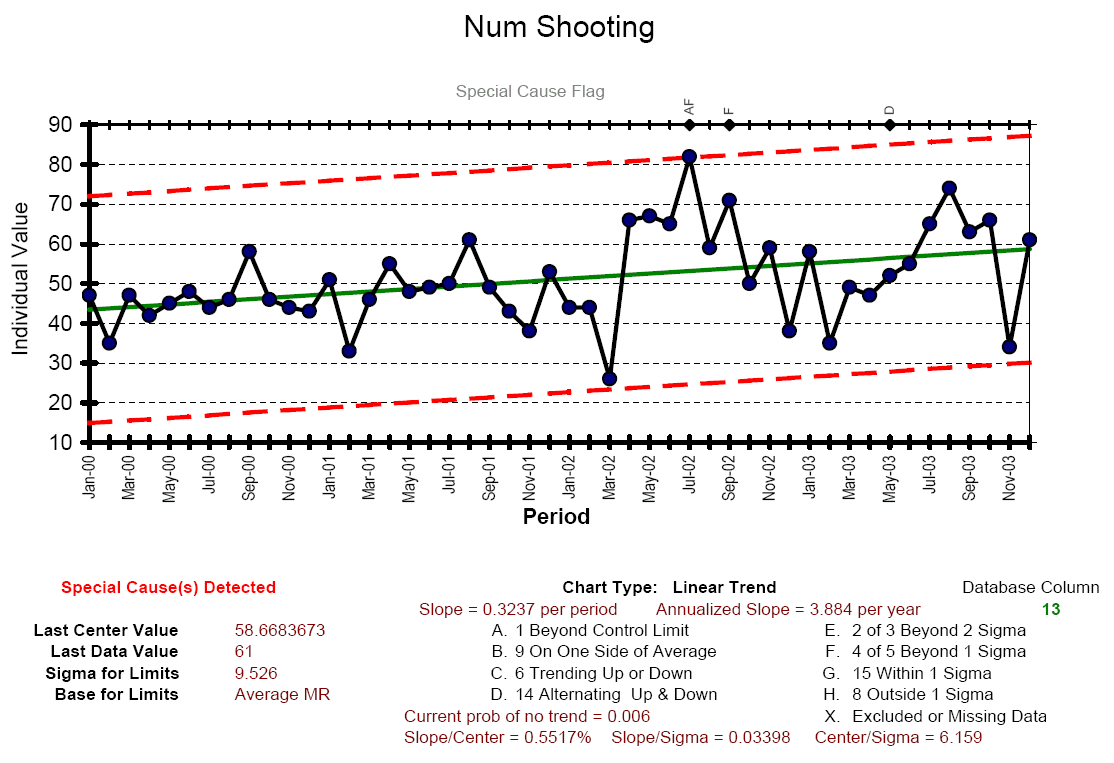 Num Shooting
Special Cause Flag
AF
F
D
Individual Value
90
80
70
60
50
40
30
20
10
Jan-00
Mar-00
May-00
Jul-00
Sep-00
Nov-00
Jan-01
Mar-01
May-01
Jul-01
Sep-01
Nov-01
Jan-02
Mar-02
May-02
Jul-02
Sep-02
Nov-02
Jan-03
Mar-03
May-03
Jul-03
Sep-03
Nov-03
Period
Special Cause(s) Detected Chart Type: Linear Trend Database Column
Slope = 0.3237 per period Annualized Slope = 3.884 per year 13
Last Center Value 58.6683673 A. 1 Beyond Control Limit E. 2 of 3 Beyond 2 Sigma
Last Data Value 61 B. 9 On One Side of Average F. 4 of 5 Beyond 1 Sigma
Sigma for Limits 9.526 C. 6 Trending Up or Down G. 15 Within 1 Sigma
Base for Limits Average MR D. 14 Alternating Up & Down H. 8 Outside 1 Sigma
Current prob of no trend = 0.006 X. Excluded or Missing Data
Slope/Center = 0.5517% Slope/Sigma = 0.03398 Center/Sigma = 6.159